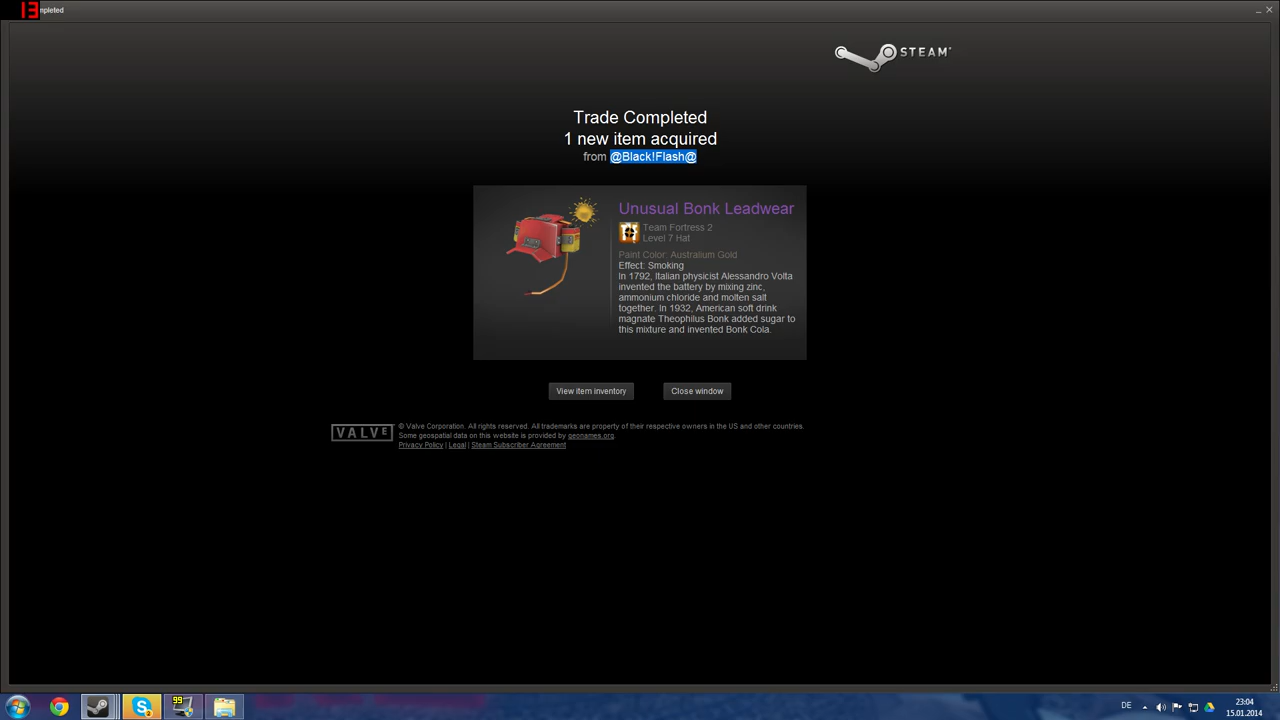 13
mpleted
STEAM
Trade Completed
1 new item acquired
from @Black!Flash@
Unusual Bonk Leadwear
Team Fortress 2
Level 7 Hat
Paint Color: Australium Gold
Effect: Smoking
In 1792, Italian physicist Alessandro Volta
invented the battery by mixing zinc,
ammonium chloride and molten salt
together. In 1932, American soft drink
magnate Theophilus Bonk added sugar to
this mixture and invented Bonk Cola.
View item inventory
Close window
VALVE
© Valve Corporation. All rights reserved. All trademarks are property of their respective owners in the US and other countries.
Some geospatial data on this website is provided by geonames.org.
Privacy Policy | Legal | Steam Subscriber Agreement
99
DE
23:04
15.01.2014